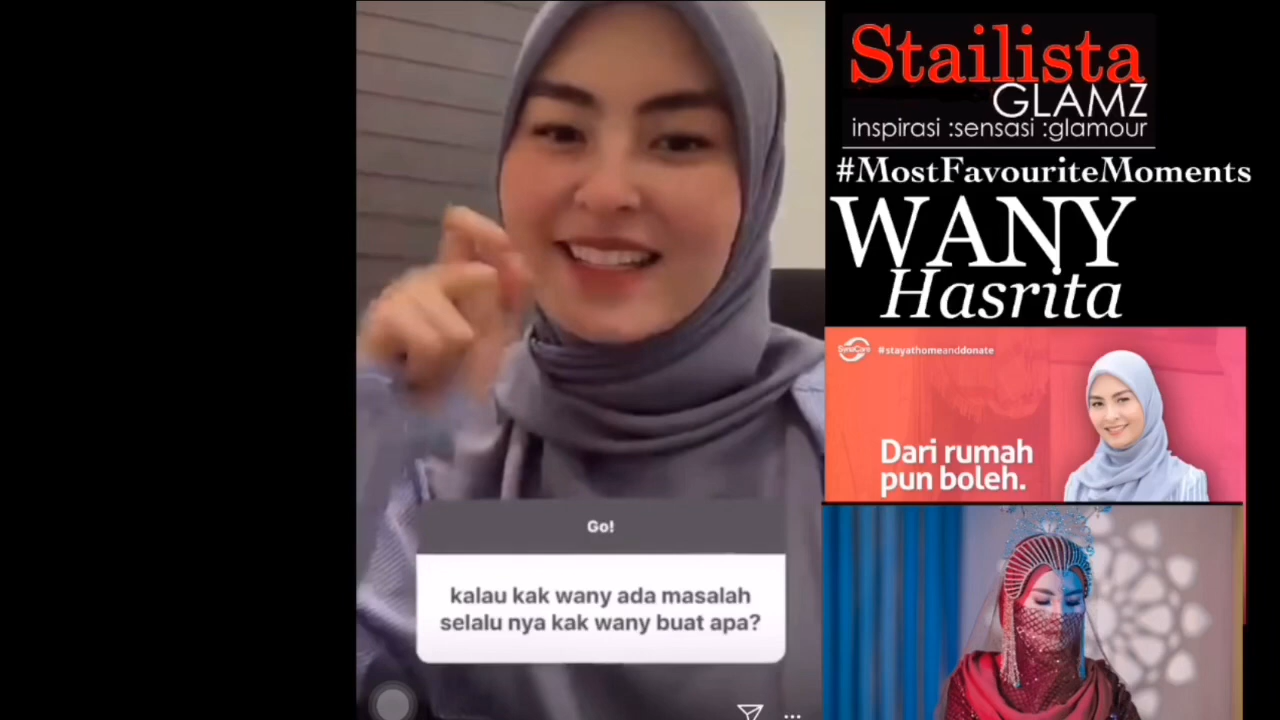 Stailista
GLAMZ
inspirasi :sensasi :glamour
#MostFavouriteMoments
WANY
Hasrita
#stayathomeanddonate
Dari rumah
pun boleh.
Go!
kalau kak wany ada masalah
selalu nya kak wany buat apa?